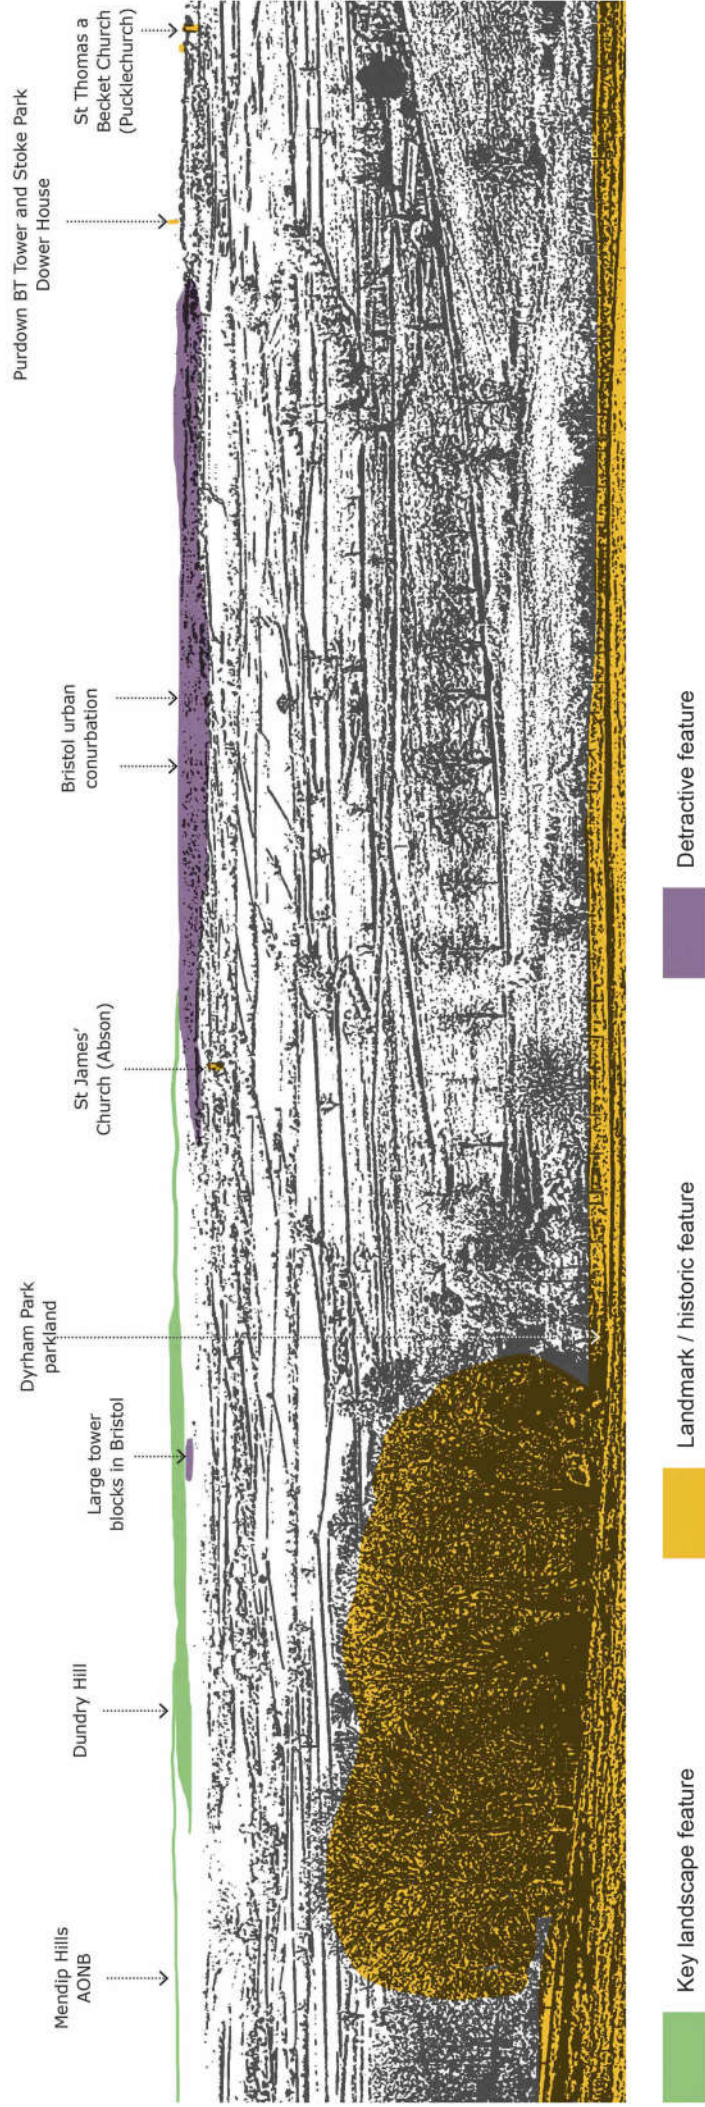 Mendip Hills
AONB
Dundry Hill
Large tower
blocks in Bristol
Dyrham Park
parkland
St James’
Church (Abson)
Bristol urban
conurbation
Purdown BT Tower and Stoke Park
Dower House
St Thomas a
Becket Church
(Pucklechurch)
Key landscape feature
Landmark / historic feature
Detractive feature